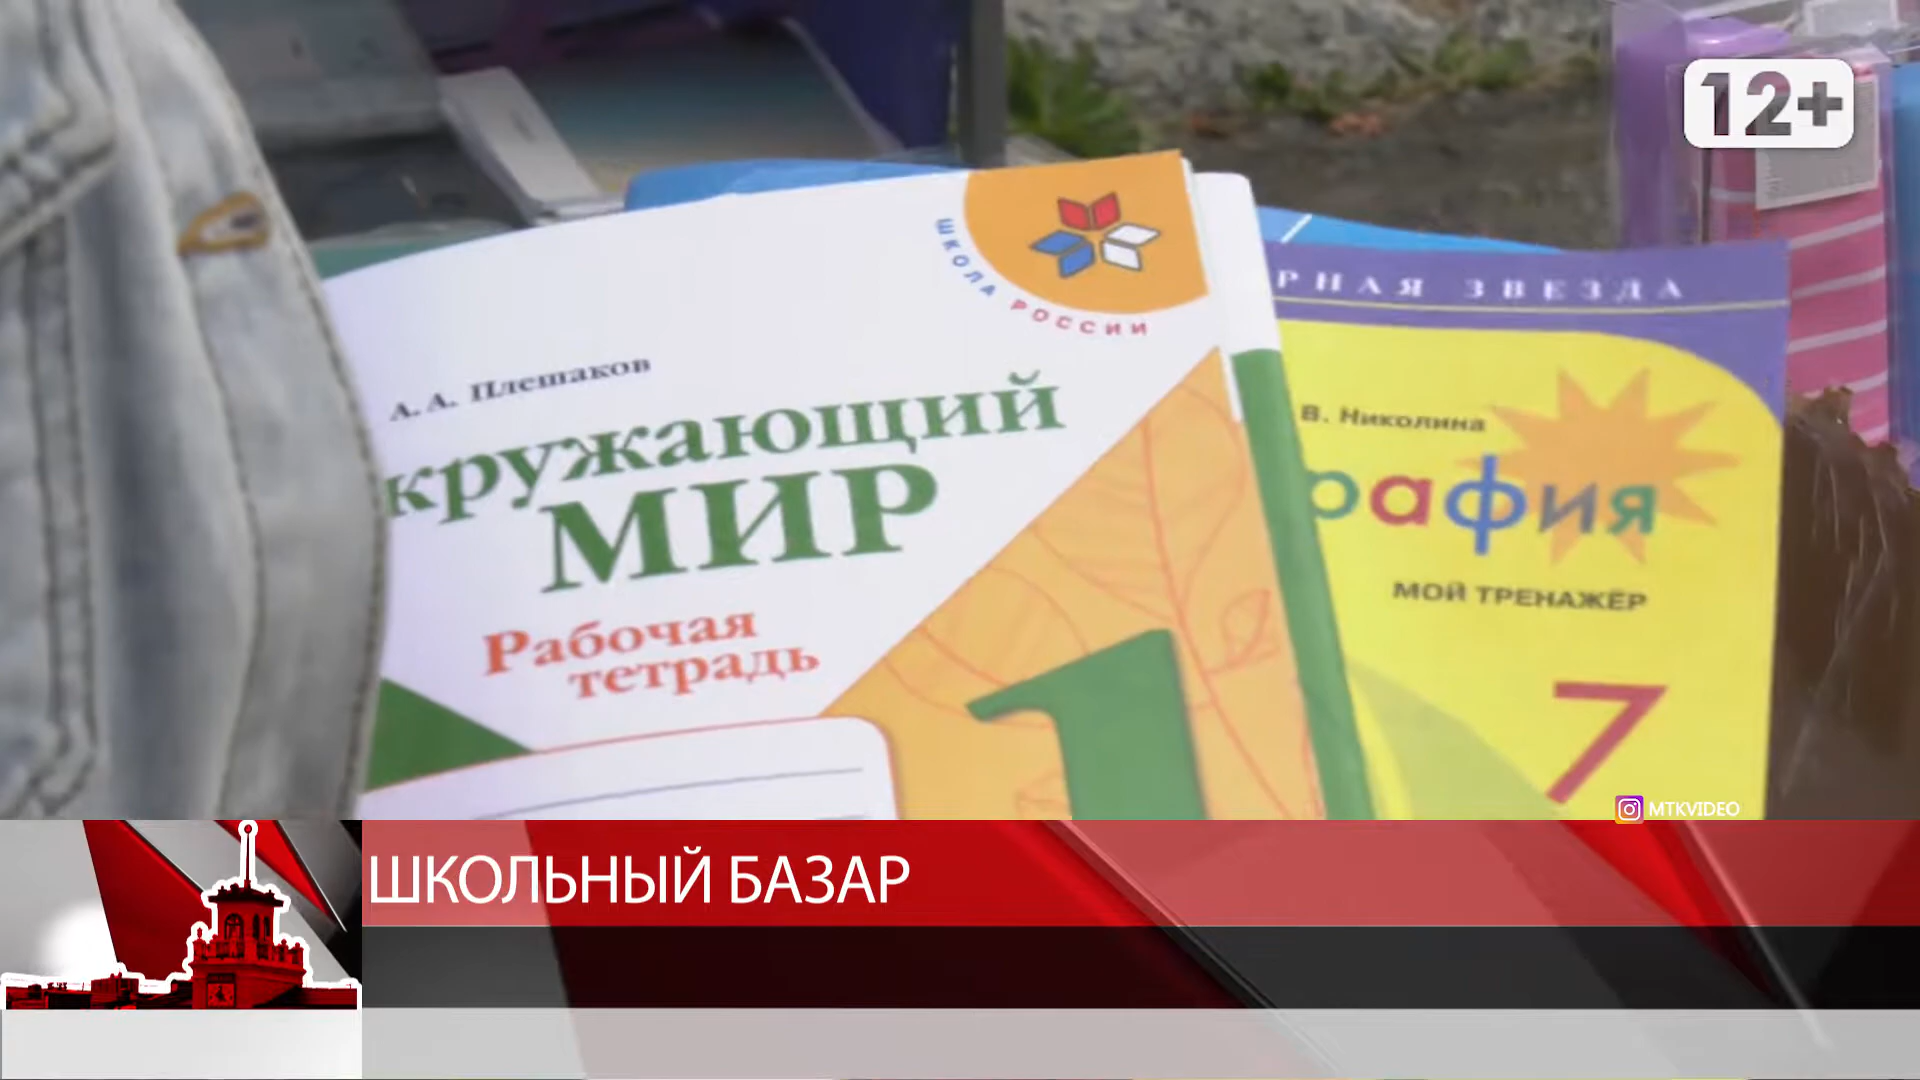 12+
ШКОЛА РОССИИ
РНАЯ ЗВЕЗДА
А. А. Плешаков
кружающий
МИР
Рабочая
тетрадь
1
В. Николина
рафия
МОЙ ТРЕНАЖЁР
7
MTKVIDEO
ШКОЛЬНЫЙ БАЗАР